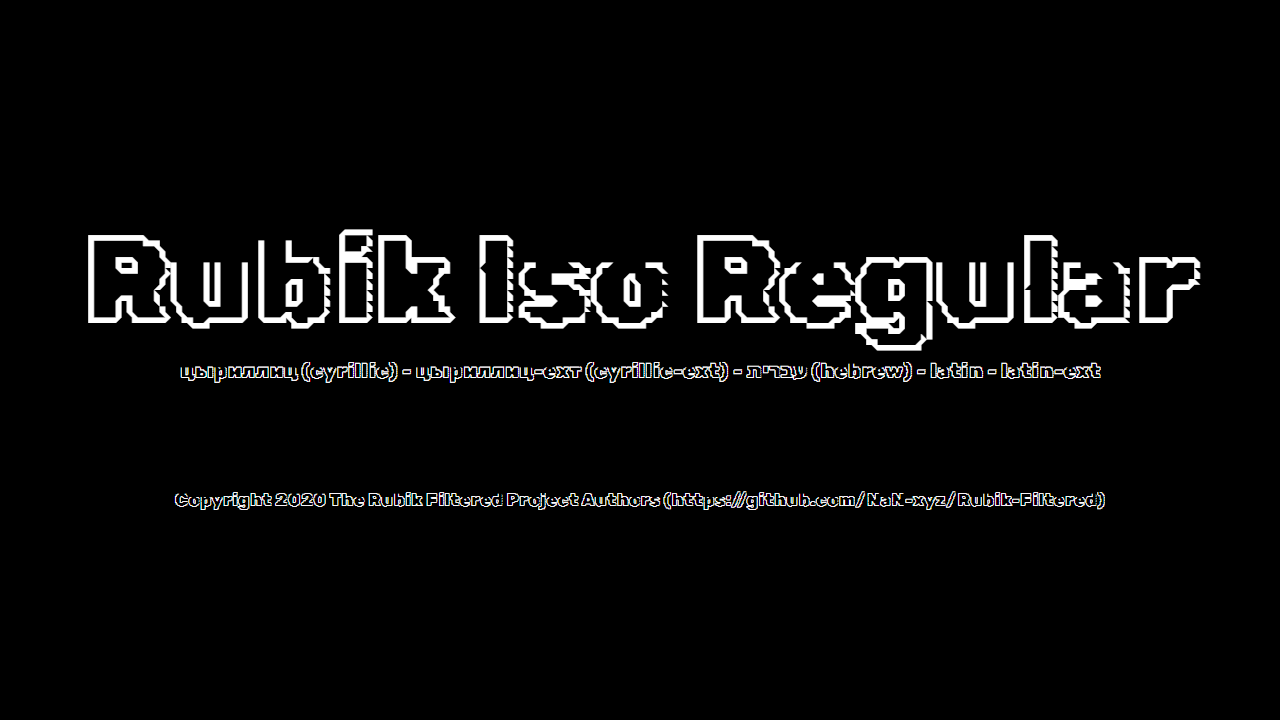 Rubik Iso Regular
цыриллиц (cyrillic) - цыриллиц-ехт (cyrillic-ext) - עברית (hebrew) - latin - latin-ext
Copyright 2020 The Rubik Filtered Project Authors (https://github.com/NaN-xyz/Rubik-Filtered)